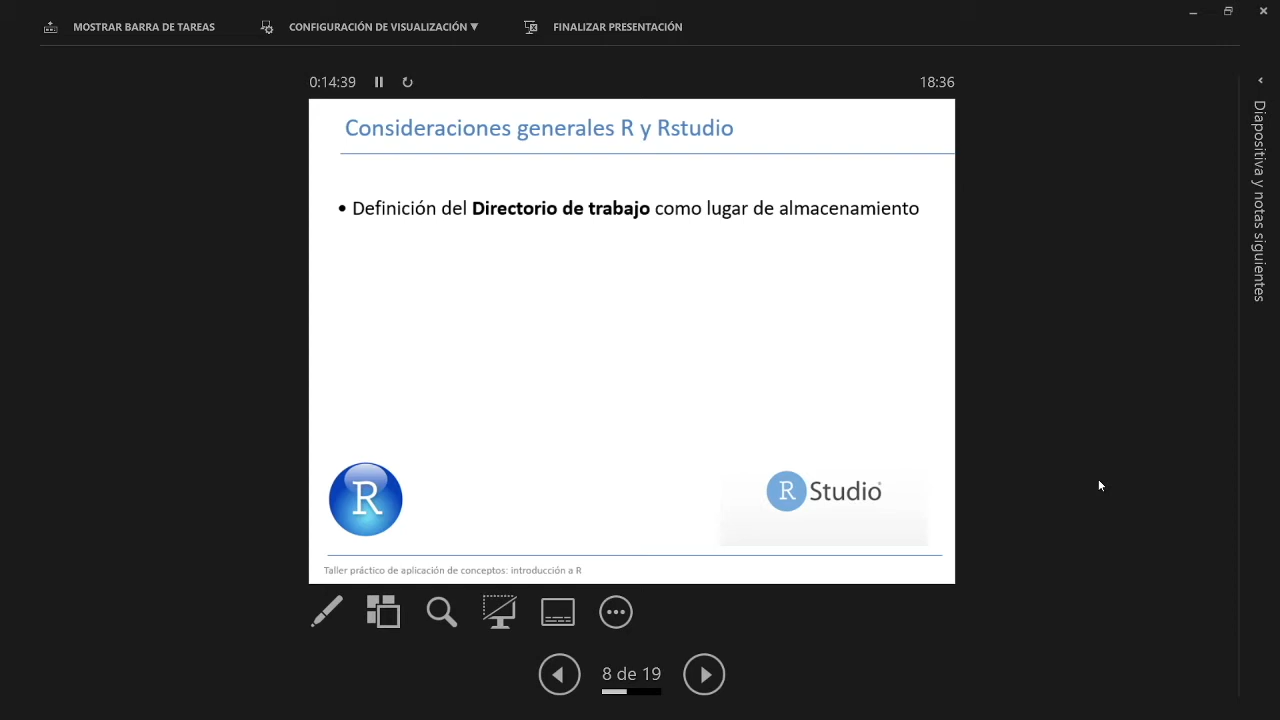 MOSTRAR BARRA DE TAREAS
CONFIGURACIÓN DE VISUALIZACIÓN ▼
FINALIZAR PRESENTACIÓN
0:14:39
18:36
Consideraciones generales R y Rstudio
• Definición del Directorio de trabajo como lugar de almacenamiento
R
R Studio
Taller práctico de aplicación de conceptos: introducción a R
8 de 19
Diapositiva y notas siguientes